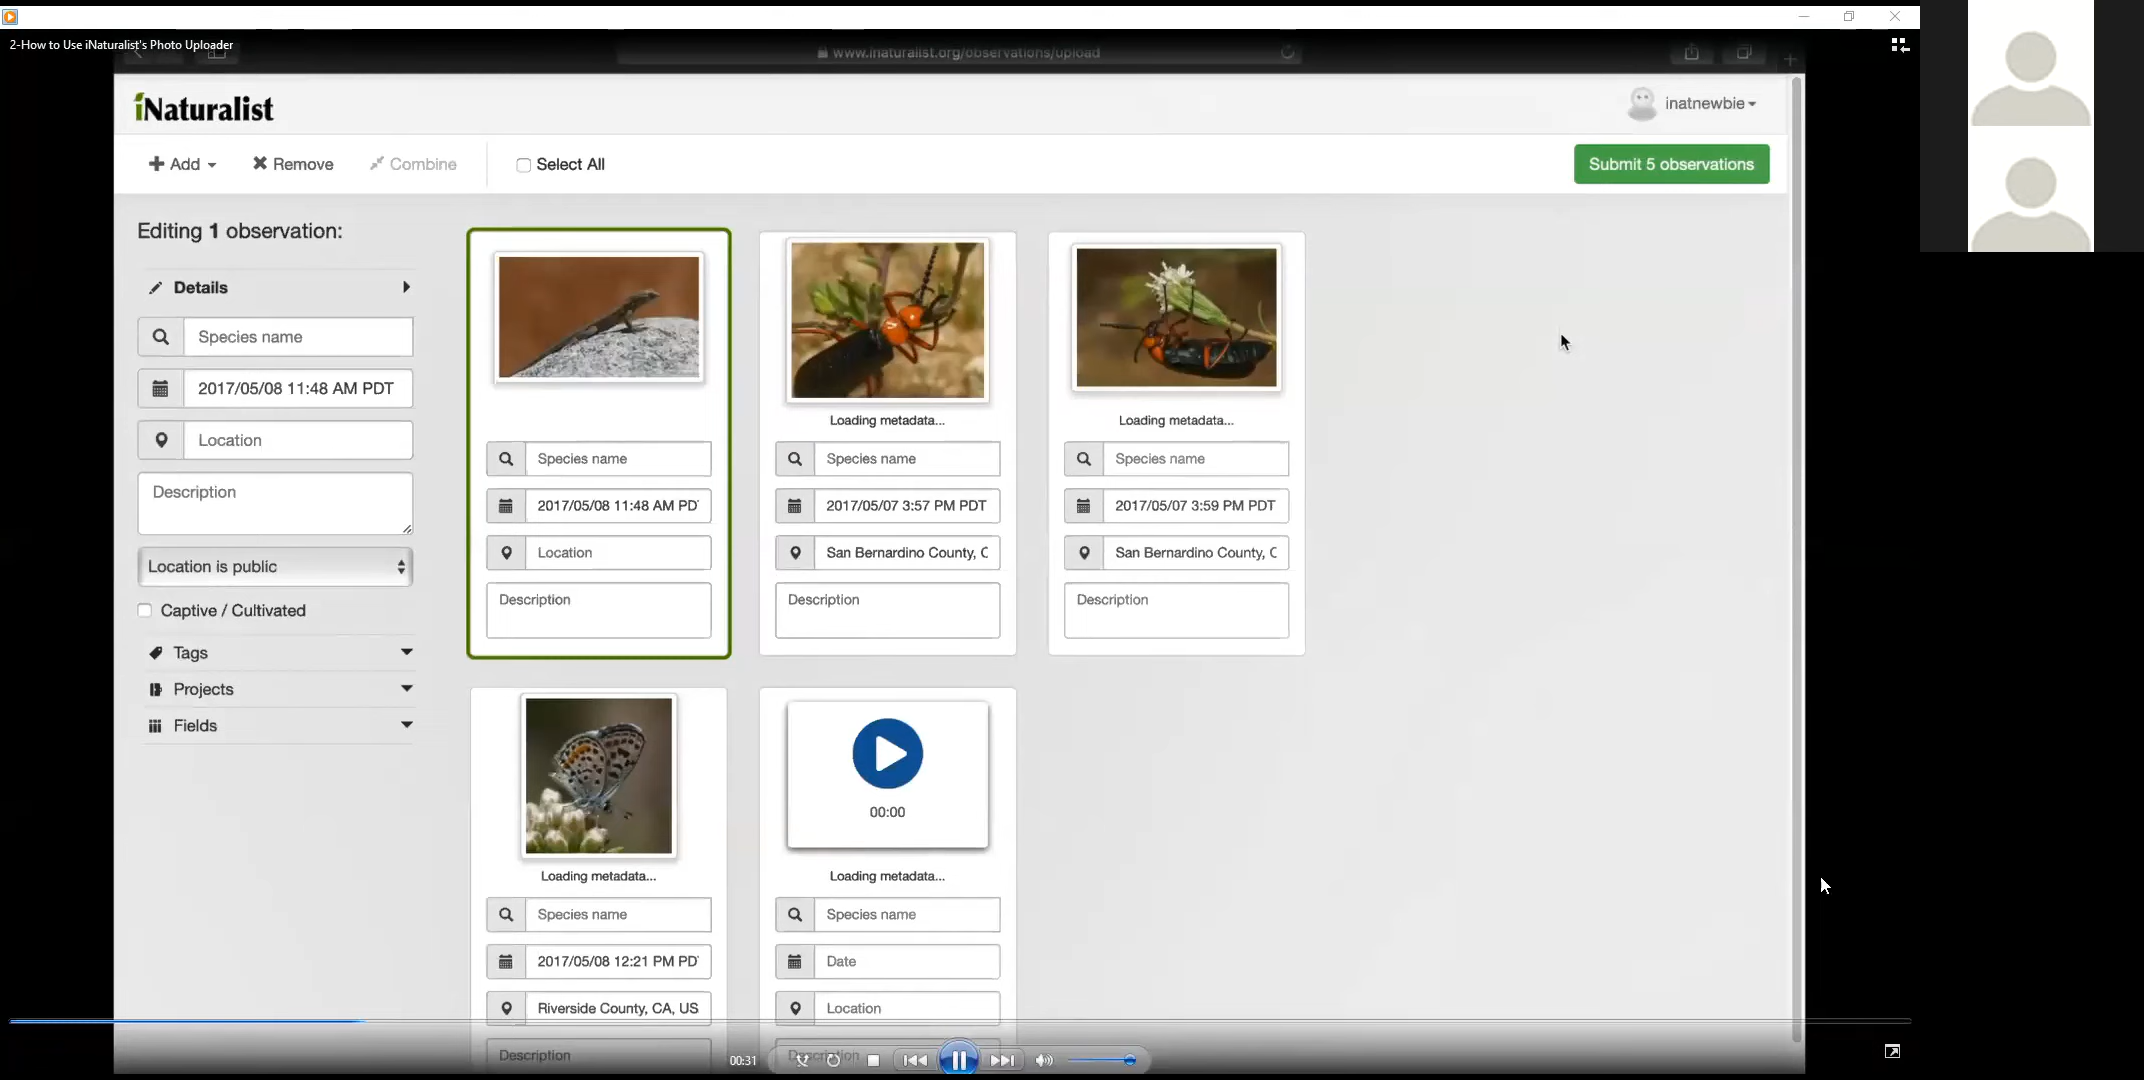 2-How to Use iNaturalist's Photo Uploader
www.inaturalist.org/observations/upload
iNaturalist
inatnewbie
Add
Remove
Combine
Select All
Submit 5 observations
Editing 1 observation:
Details
Species name
2017/05/08 11:48 AM PDT
Location
Description
Location is public
Captive / Cultivated
Tags
Projects
Fields
Species name
2017/05/08 11:48 AM PD
Location
Description
Loading metadata...
Species name
2017/05/07 3:57 PM PDT
San Bernardino County, C
Description
Loading metadata...
Species name
2017/05/07 3:59 PM PDT
San Bernardino County, C
Description
Loading metadata...
Species name
2017/05/08 12:21 PM PD
Riverside County, CA, US
Description
00:00
Loading metadata...
Species name
Date
Location
Description
00:31